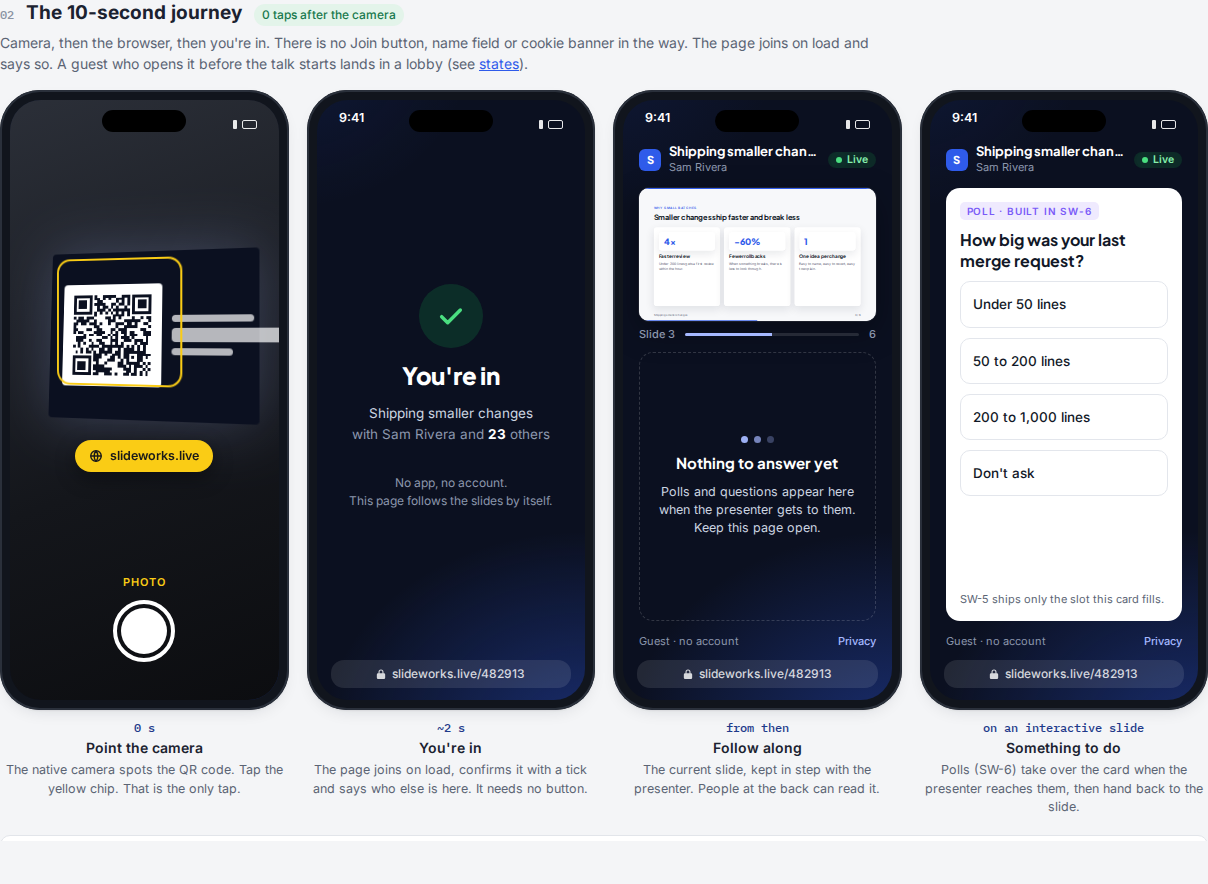 02 The 10-second journey 0 taps after the camera
Camera, then the browser, then you're in. There is no Join button, name field or cookie banner in the way. The page joins on load and
says so. A guest who opens it before the talk starts lands in a lobby (see states).
slideworks.live
PHOTO
0 s
Point the camera
The native camera spots the QR code. Tap the
yellow chip. That is the only tap.
9:41
You're in
Shipping smaller changes
with Sam Rivera and 23 others
No app, no account.
This page follows the slides by itself.
slideworks.live/482913
~2 s
You're in
The page joins on load, confirms it with a tick
and says who else is here. It needs no button.
9:41
S Shipping smaller chan... Live
Sam Rivera
WHY SMALL BATCHES
Smaller changes ship faster and break less
4× −60% 1
Faster review Fewer rollbacks One idea per change
Slide 3 6
Nothing to answer yet
Polls and questions appear here
when the presenter gets to them.
Keep this page open.
Guest · no account Privacy
slideworks.live/482913
from then
Follow along
The current slide, kept in step with the
presenter. People at the back can read it.
9:41
S Shipping smaller chan... Live
Sam Rivera
POLL · BUILT IN SW-6
How big was your last
merge request?
Under 50 lines
50 to 200 lines
200 to 1,000 lines
Don't ask
SW-5 ships only the slot this card fills.
Guest · no account Privacy
slideworks.live/482913
on an interactive slide
Something to do
Polls (SW-6) take over the card when the
presenter reaches them, then hand back to the
slide.